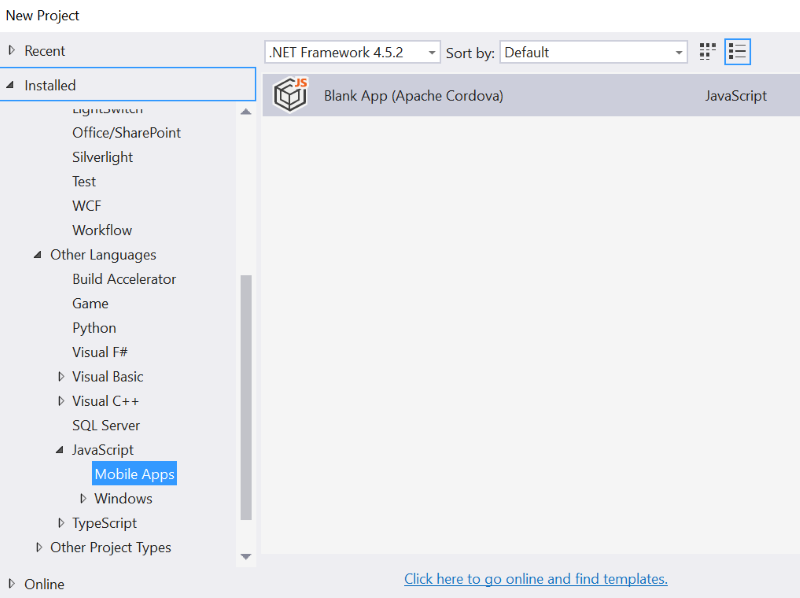 New Project
Recent
.NET Framework 4.5.2
Sort by:
Default
Installed
JS
Blank App (Apache Cordova)
JavaScript
LightSwitch
Office/SharePoint
Silverlight
Test
WCF
Workflow
Other Languages
Build Accelerator
Game
Python
Visual F#
Visual Basic
Visual C++
SQL Server
JavaScript
Mobile Apps
Windows
TypeScript
Other Project Types
Online
Click here to go online and find templates.